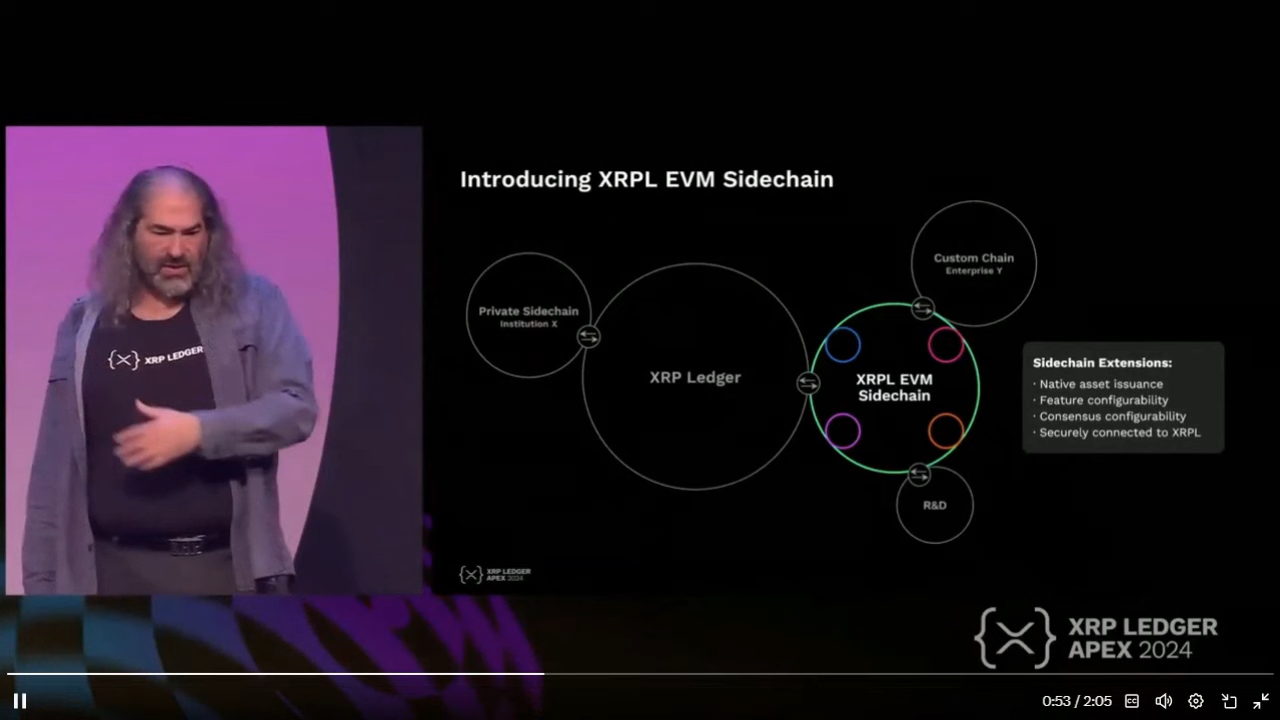 Introducing XRPL EVM Sidechain
Custom Chain
Enterprise Y
Private Sidechain
Institution X
XRP LEDGER
XRP Ledger
XRPL EVM
Sidechain
Sidechain Extensions:
· Native asset issuance
· Feature configurability
· Consensus configurability
· Securely connected to XRPL
R&D
XRP LEDGER
APEX 2024
XRP LEDGER
APEX 2024
0:53 / 2:05
CC